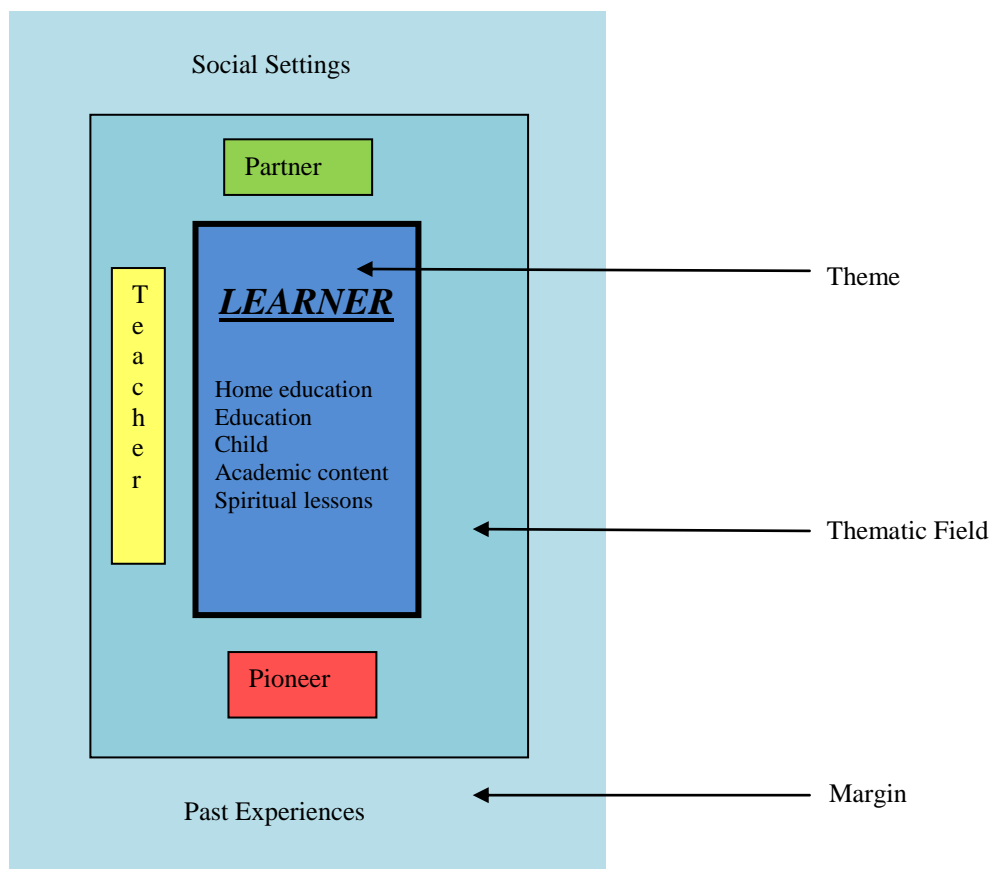 Social Settings
Partner
Theme
Teacher
LEARNER
Home education
Education
Child
Academic content
Spiritual lessons
Thematic Field
Pioneer
Margin
Past Experiences